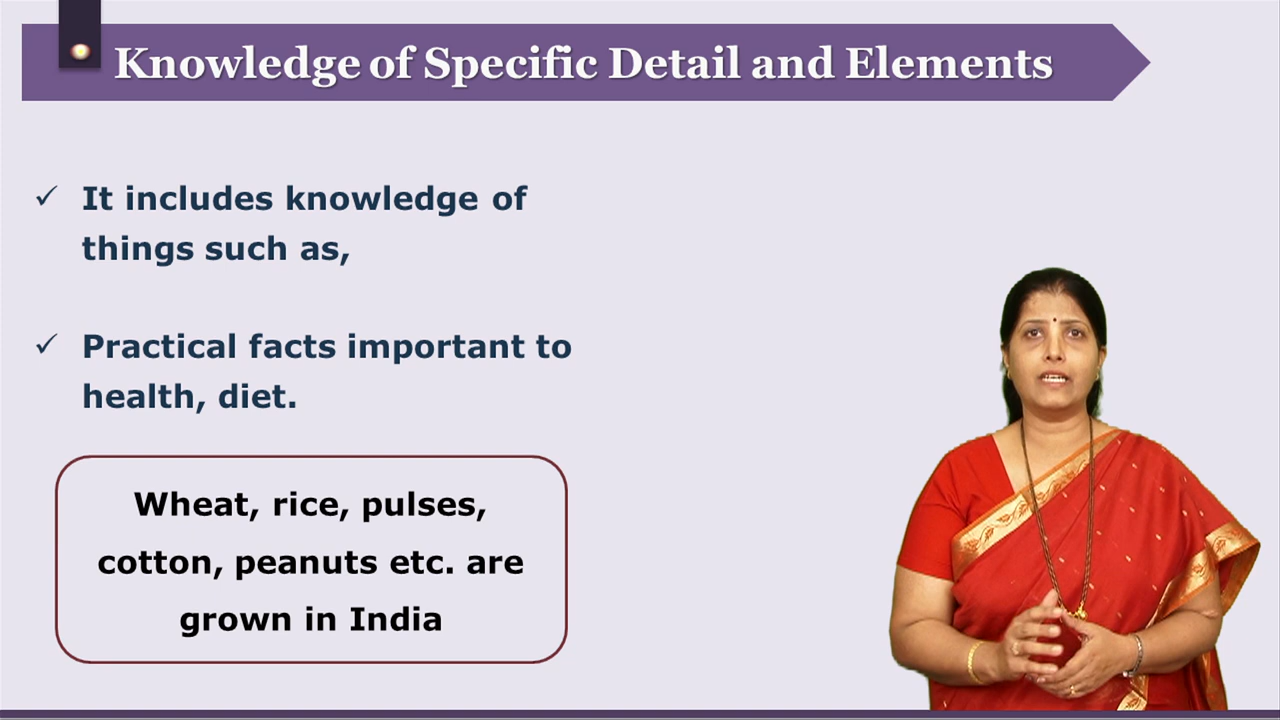 Knowledge of Specific Detail and Elements
✓ It includes knowledge of
things such as,
✓ Practical facts important to
health, diet.
Wheat, rice, pulses,
cotton, peanuts etc. are
grown in India